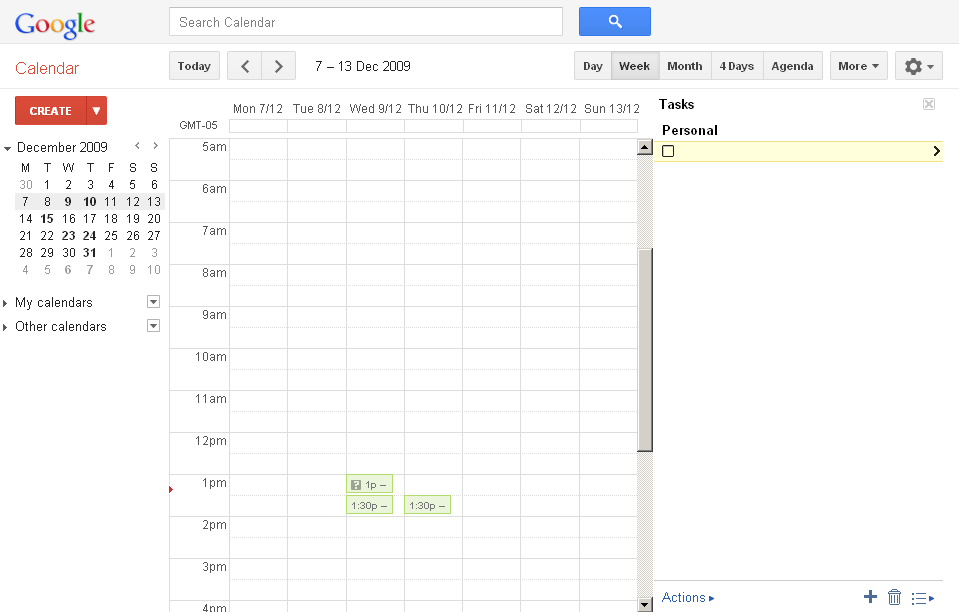 Google
Search Calendar
Calendar
Today
7 – 13 Dec 2009
Day Week Month 4 Days Agenda
More
CREATE
December 2009
M T W T F S S
30 1 2 3 4 5 6
7 8 9 10 11 12 13
14 15 16 17 18 19 20
21 22 23 24 25 26 27
28 29 30 31 1 2 3
4 5 6 7 8 9 10
My calendars
Other calendars
Mon 7/12 Tue 8/12 Wed 9/12 Thu 10/12 Fri 11/12 Sat 12/12 Sun 13/12
GMT-05
5am
6am
7am
8am
9am
10am
11am
12pm
1pm
? 1p –
1:30p – 1:30p –
2pm
3pm
4pm
Tasks
Personal
Actions